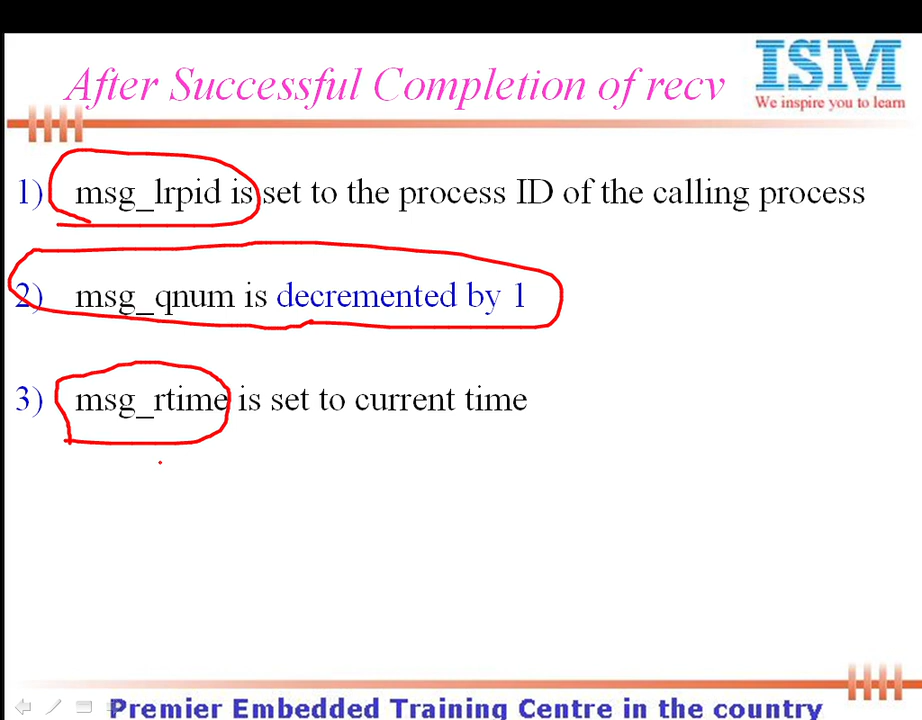 After Successful Completion of recv
ISM
We inspire you to learn
1) msg_lrpid is set to the process ID of the calling process
2) msg_qnum is decremented by 1
3) msg_rtime is set to current time
Premier Embedded Training Centre in the country